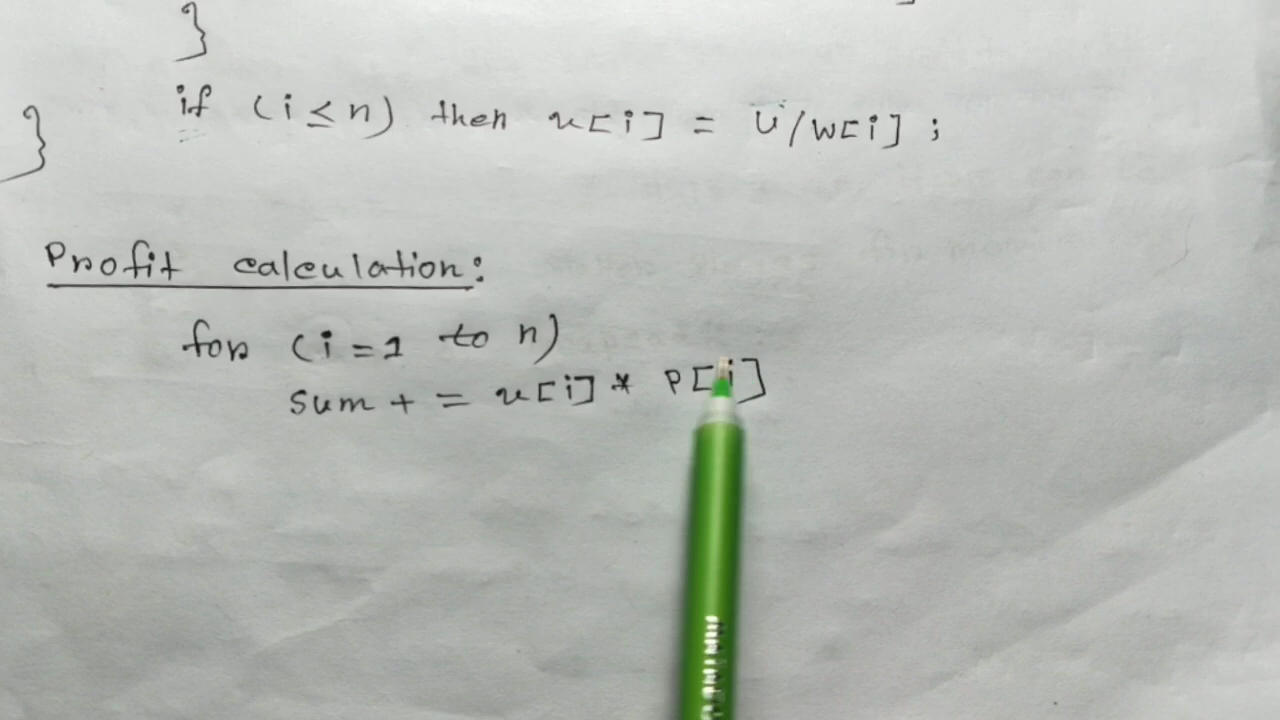 }
if (i ≤ n) then x[i] = U/w[i] ;
}
Profit calculation:
for (i = 1 to n)
sum + = x[i] * P[i]